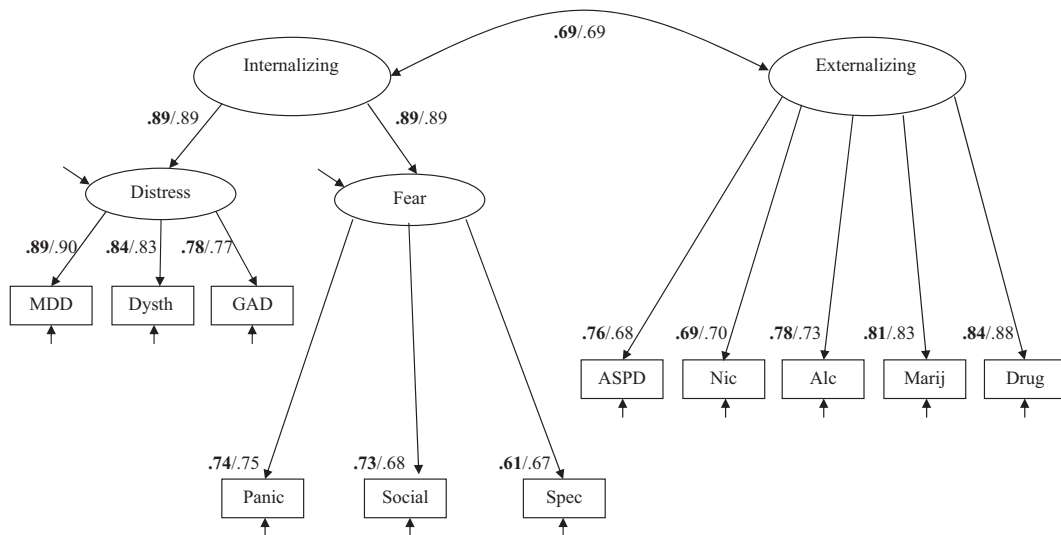 .69/.69
Internalizing
Externalizing
.89/.89
.89/.89
Distress
Fear
.89/.90
.84/.83
.78/.77
MDD
Dysth
GAD
.76/.68
.69/.70
.78/.73
.81/.83
.84/.88
ASPD
Nic
Alc
Marij
Drug
.74/.75
.73/.68
.61/.67
Panic
Social
Spec